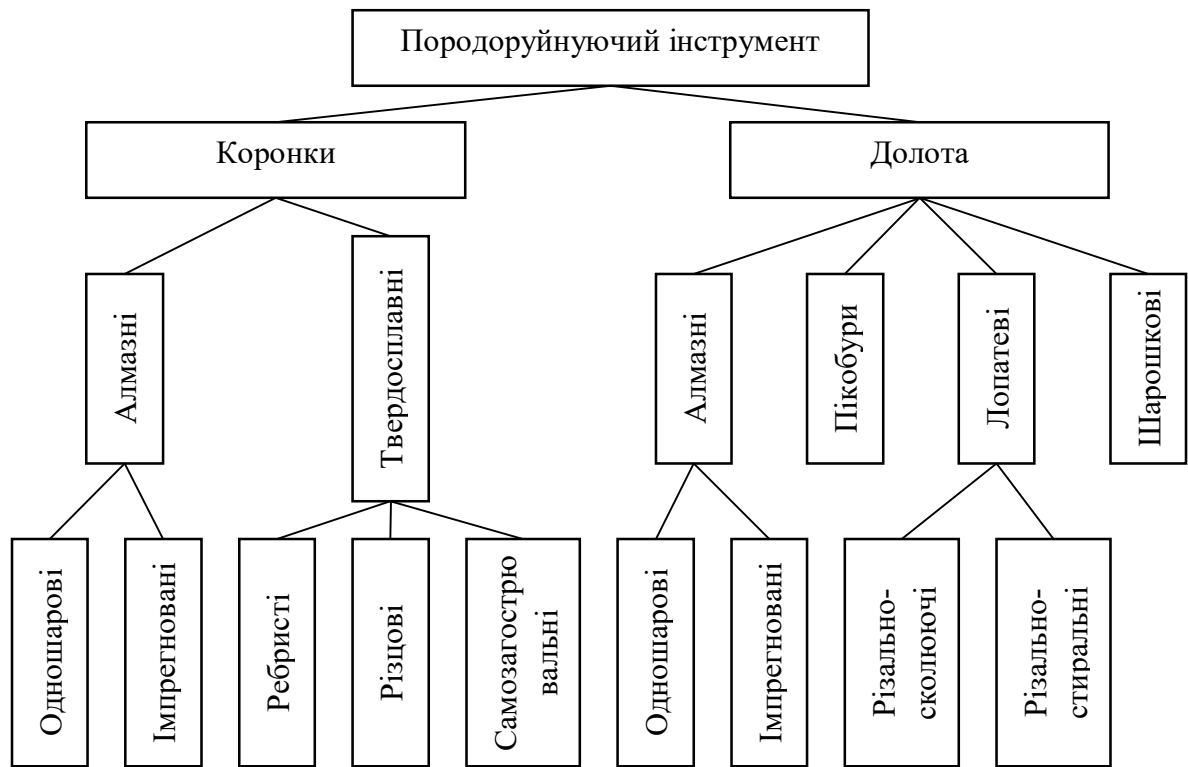 Породоруйнуючий інструмент
Коронки
Долота
Алмазні
Твердосплавні
Алмазні
Пікобури
Лопатеві
Шарошкові
Одношарові
Імпрегновані
Ребристі
Різцові
Самозагострю
вальні
Одношарові
Імпрегновані
Різально-
сколюючі
Різально-
стиральні